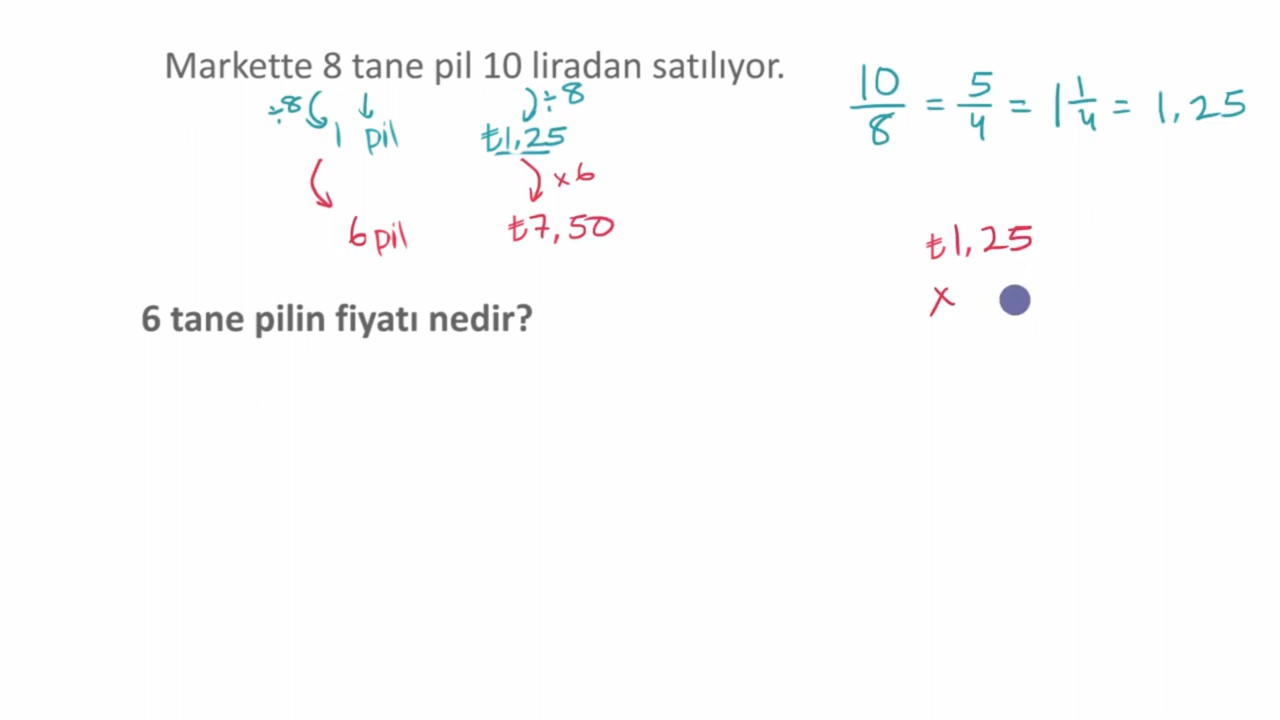 Markette 8 tane pil 10 liradan satılıyor.
÷8 ÷8
1 pil ₺1,25
x6
6 pil ₺7,50
10/8 = 5/4 = 1 1/4 = 1,25
₺1,25
x
6 tane pilin fiyatı nedir?